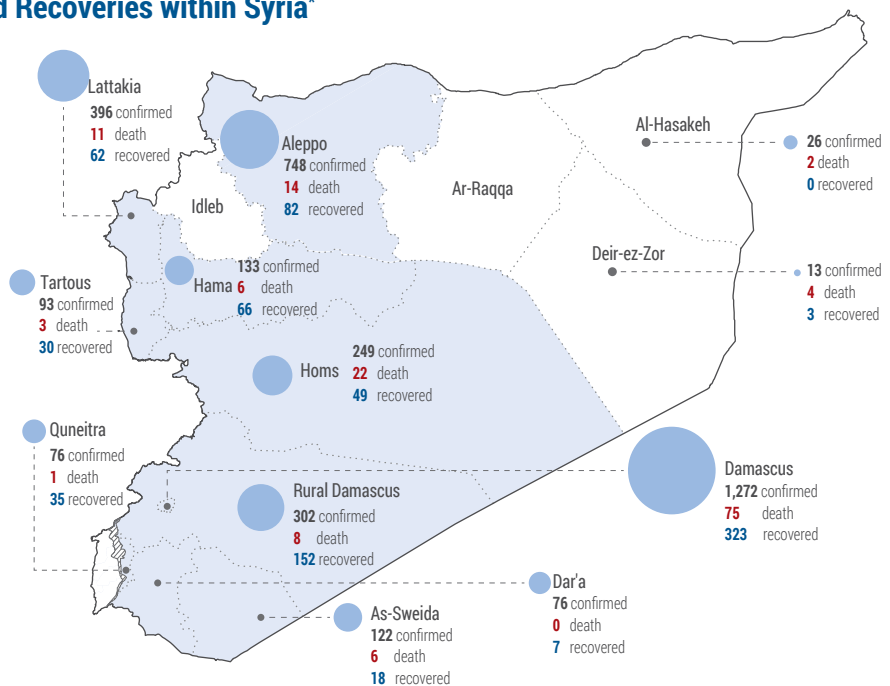 d Recoveries within Syria*
Lattakia
396 confirmed
11 death
62 recovered
Aleppo
748 confirmed
14 death
82 recovered
Al-Hasakeh
26 confirmed
2 death
0 recovered
Idleb
Ar-Raqqa
Deir-ez-Zor
13 confirmed
4 death
3 recovered
Tartous
93 confirmed
3 death
30 recovered
Hama
133 confirmed
6 death
66 recovered
Homs
249 confirmed
22 death
49 recovered
Quneitra
76 confirmed
1 death
35 recovered
Rural Damascus
302 confirmed
8 death
152 recovered
Damascus
1,272 confirmed
75 death
323 recovered
Dar'a
76 confirmed
0 death
7 recovered
As-Sweida
122 confirmed
6 death
18 recovered